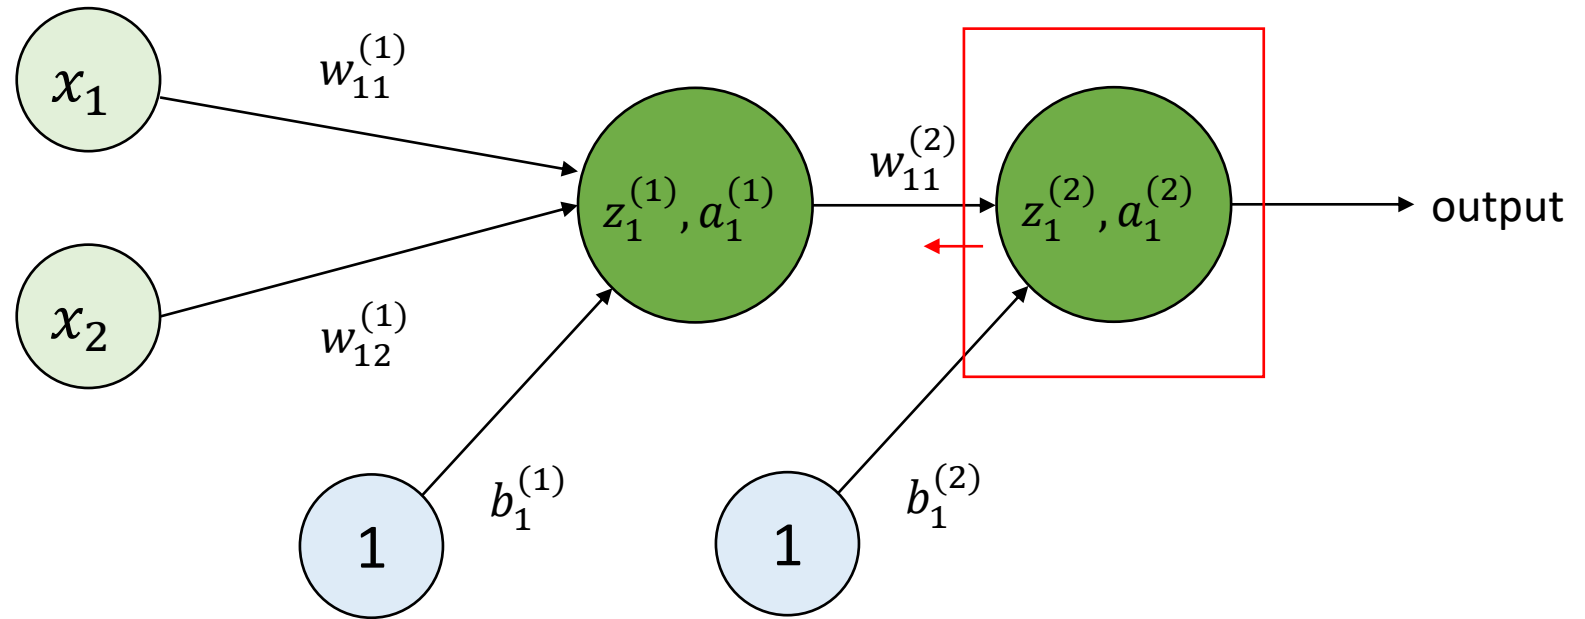 x₁
w₁₁⁽¹⁾
x₂
w₁₂⁽¹⁾
z₁⁽¹⁾, a₁⁽¹⁾
w₁₁⁽²⁾
z₁⁽²⁾, a₁⁽²⁾
output
1
b₁⁽¹⁾
1
b₁⁽²⁾